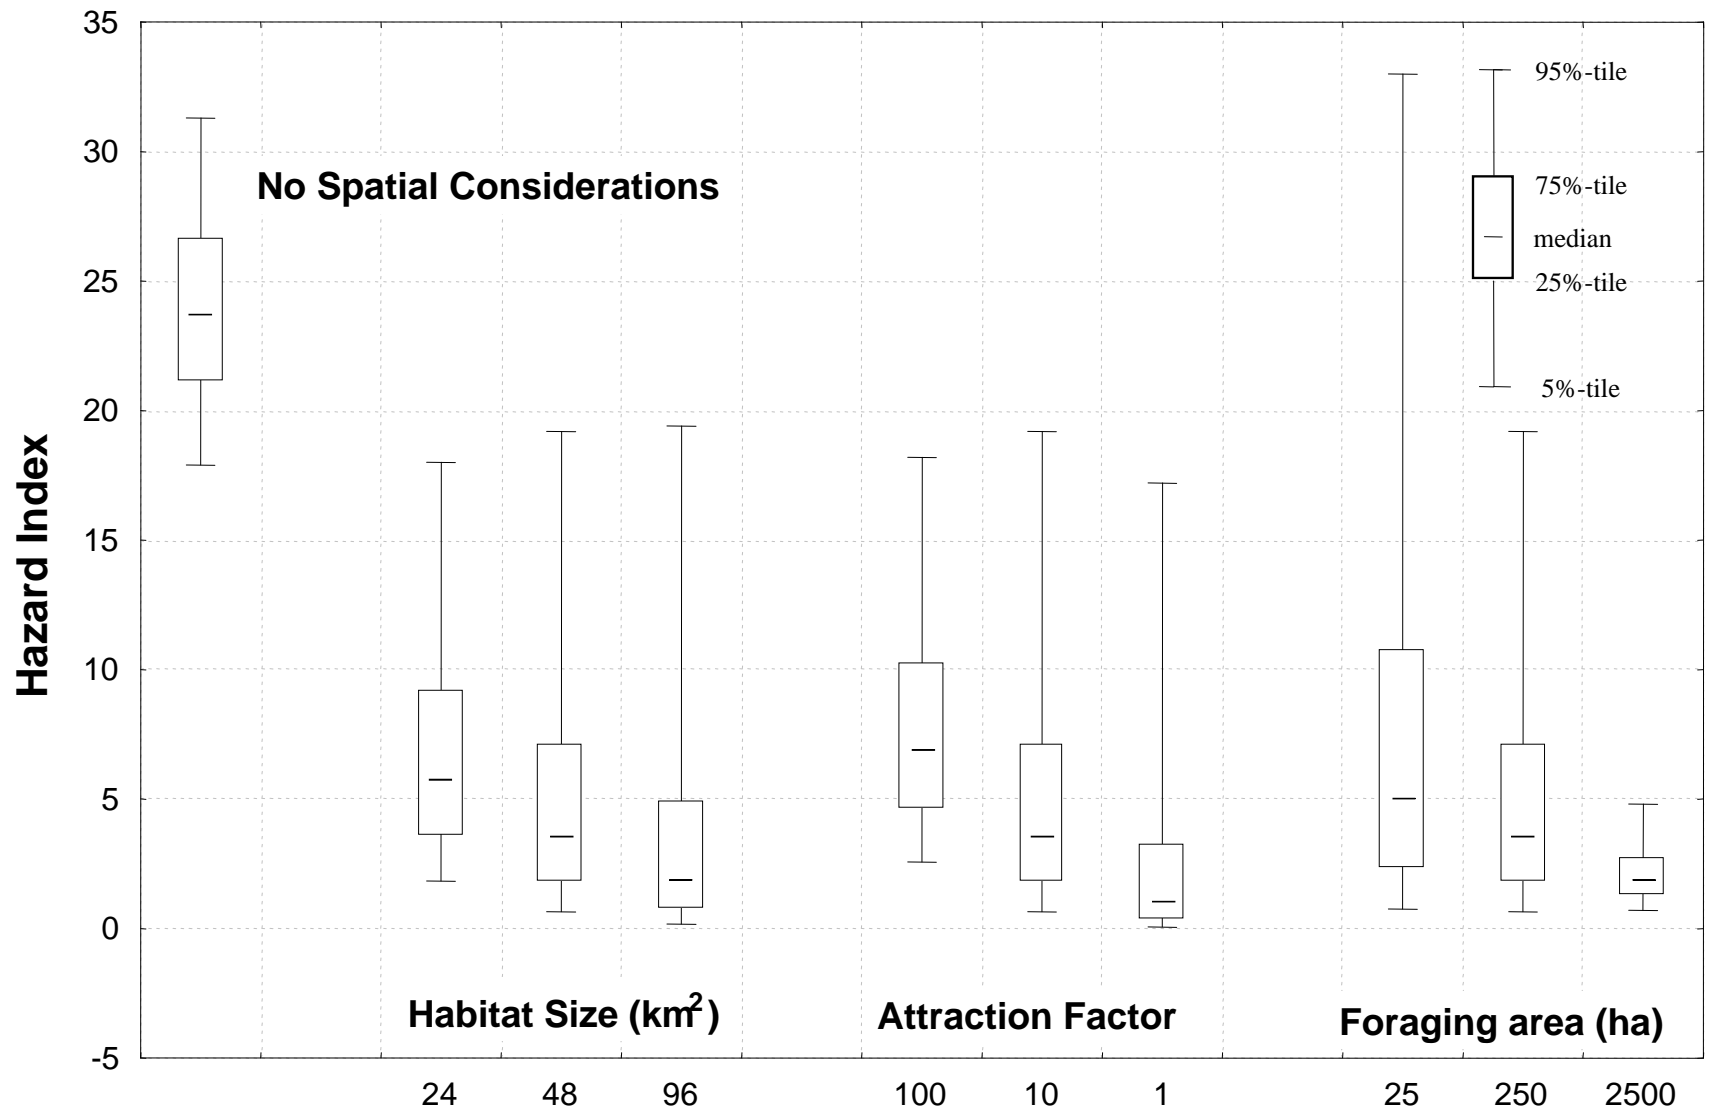 35
30
25
20
15
10
5
0
-5
Hazard Index
No Spatial Considerations
95%-tile
75%-tile
median
25%-tile
5%-tile
Habitat Size (km²)
Attraction Factor
Foraging area (ha)
24 48 96 100 10 1 25 250 2500